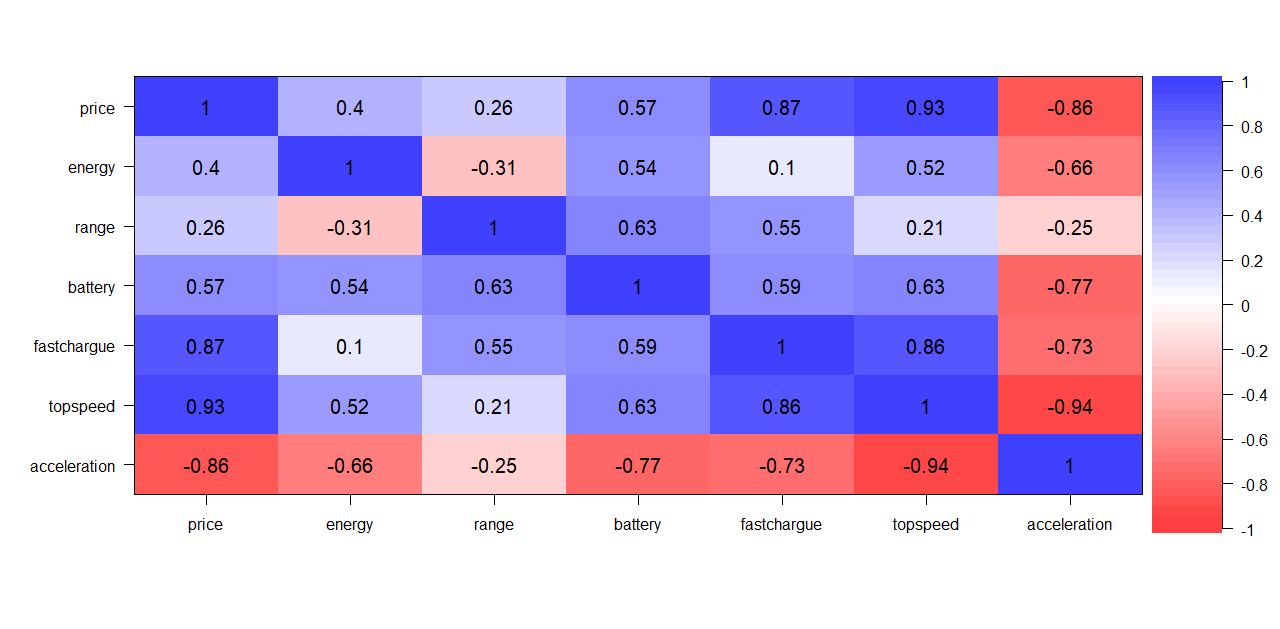 price 1 0.4 0.26 0.57 0.87 0.93 -0.86
energy 0.4 1 -0.31 0.54 0.1 0.52 -0.66
range 0.26 -0.31 1 0.63 0.55 0.21 -0.25
battery 0.57 0.54 0.63 1 0.59 0.63 -0.77
fastchargue 0.87 0.1 0.55 0.59 1 0.86 -0.73
topspeed 0.93 0.52 0.21 0.63 0.86 1 -0.94
acceleration -0.86 -0.66 -0.25 -0.77 -0.73 -0.94 1
price energy range battery fastchargue topspeed acceleration
1
0.8
0.6
0.4
0.2
0
-0.2
-0.4
-0.6
-0.8
-1